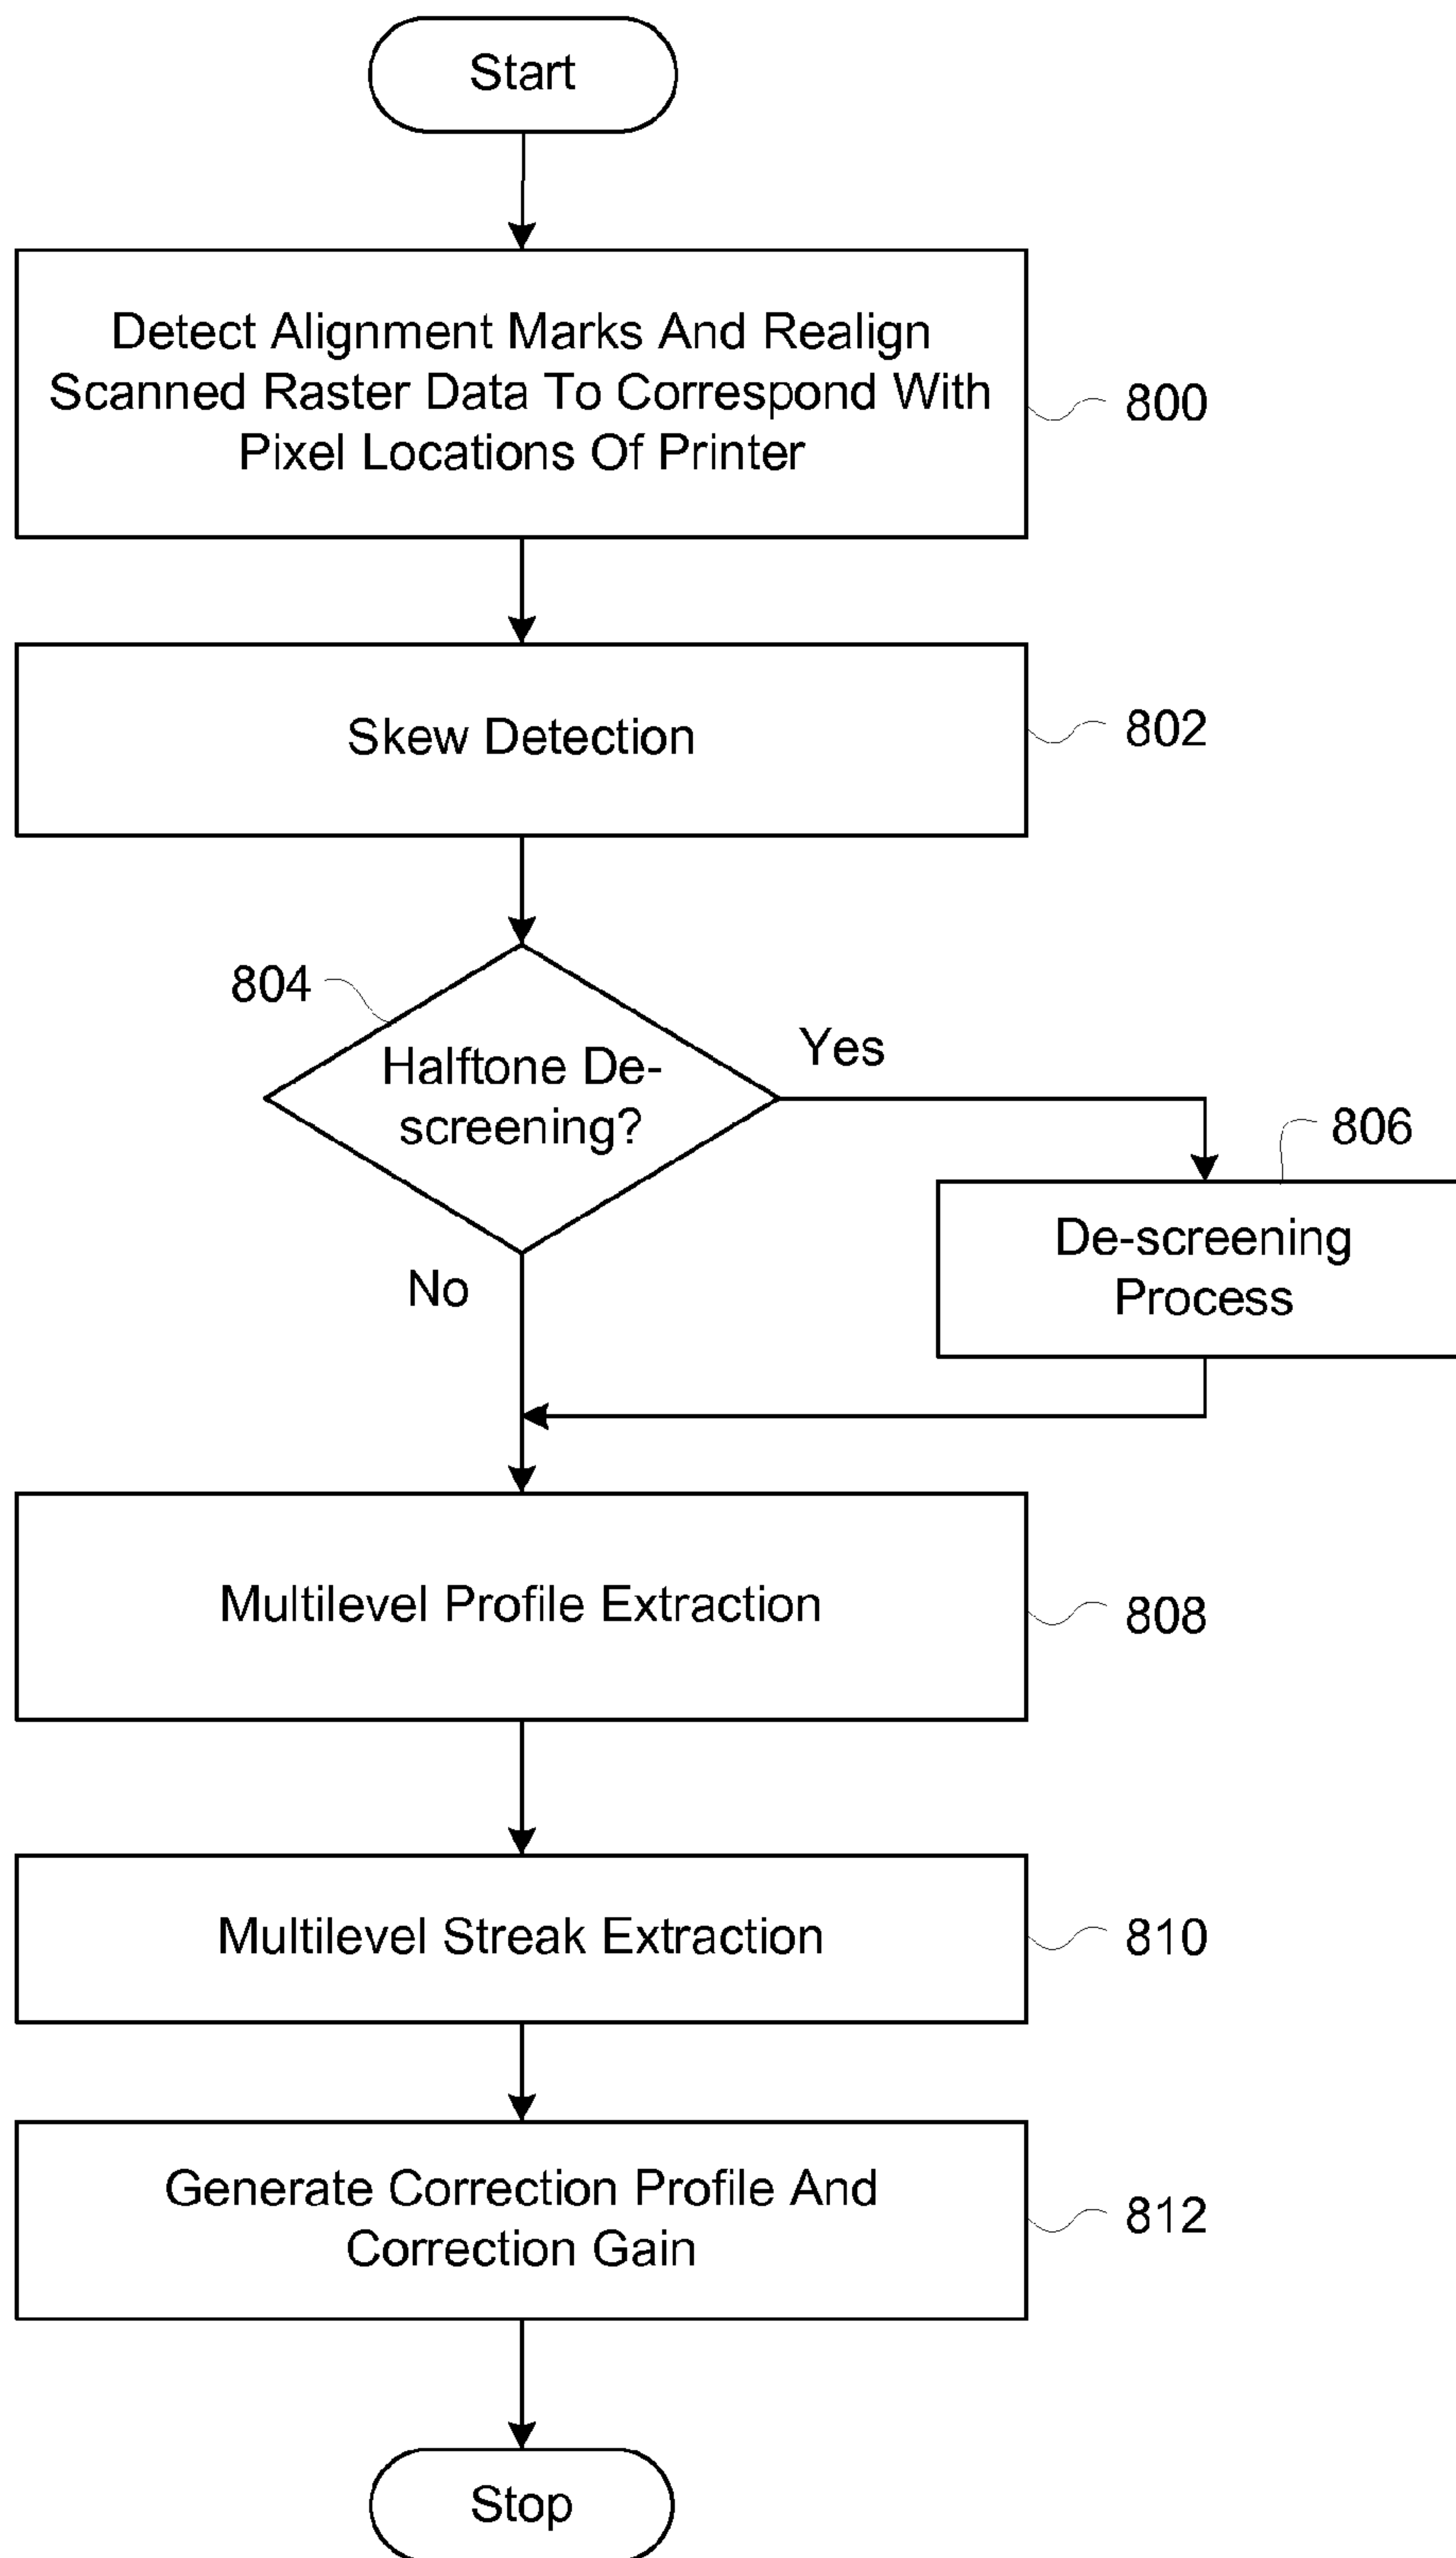 Start
Detect Alignment Marks And Realign
Scanned Raster Data To Correspond With
Pixel Locations Of Printer
800
Skew Detection
802
804
Halftone De-
screening?
Yes
806
De-screening
Process
No
Multilevel Profile Extraction
808
Multilevel Streak Extraction
810
Generate Correction Profile And
Correction Gain
812
Stop